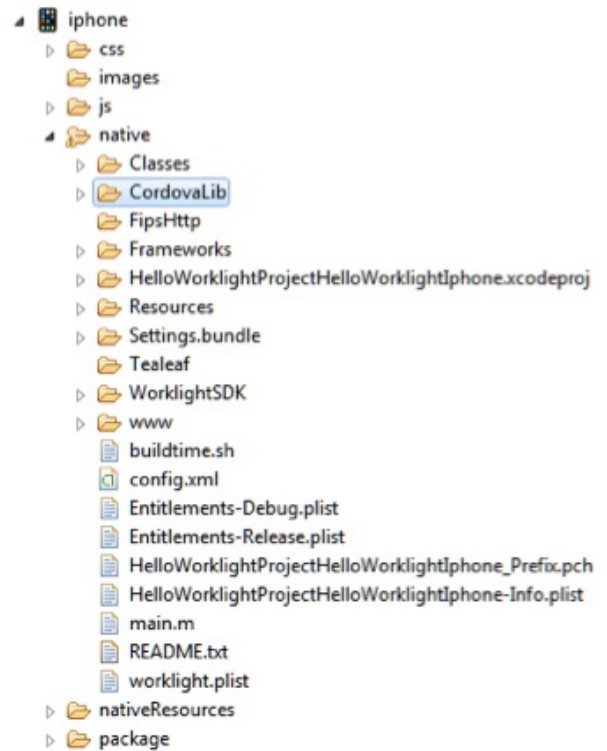 iphone
css
images
js
native
Classes
CordovaLib
FipsHttp
Frameworks
HelloWorklightProjectHelloWorklightIphone.xcodeproj
Resources
Settings.bundle
Tealeaf
WorklightSDK
www
buildtime.sh
config.xml
Entitlements-Debug.plist
Entitlements-Release.plist
HelloWorklightProjectHelloWorklightIphone_Prefix.pch
HelloWorklightProjectHelloWorklightIphone-Info.plist
main.m
README.txt
worklight.plist
nativeResources
package